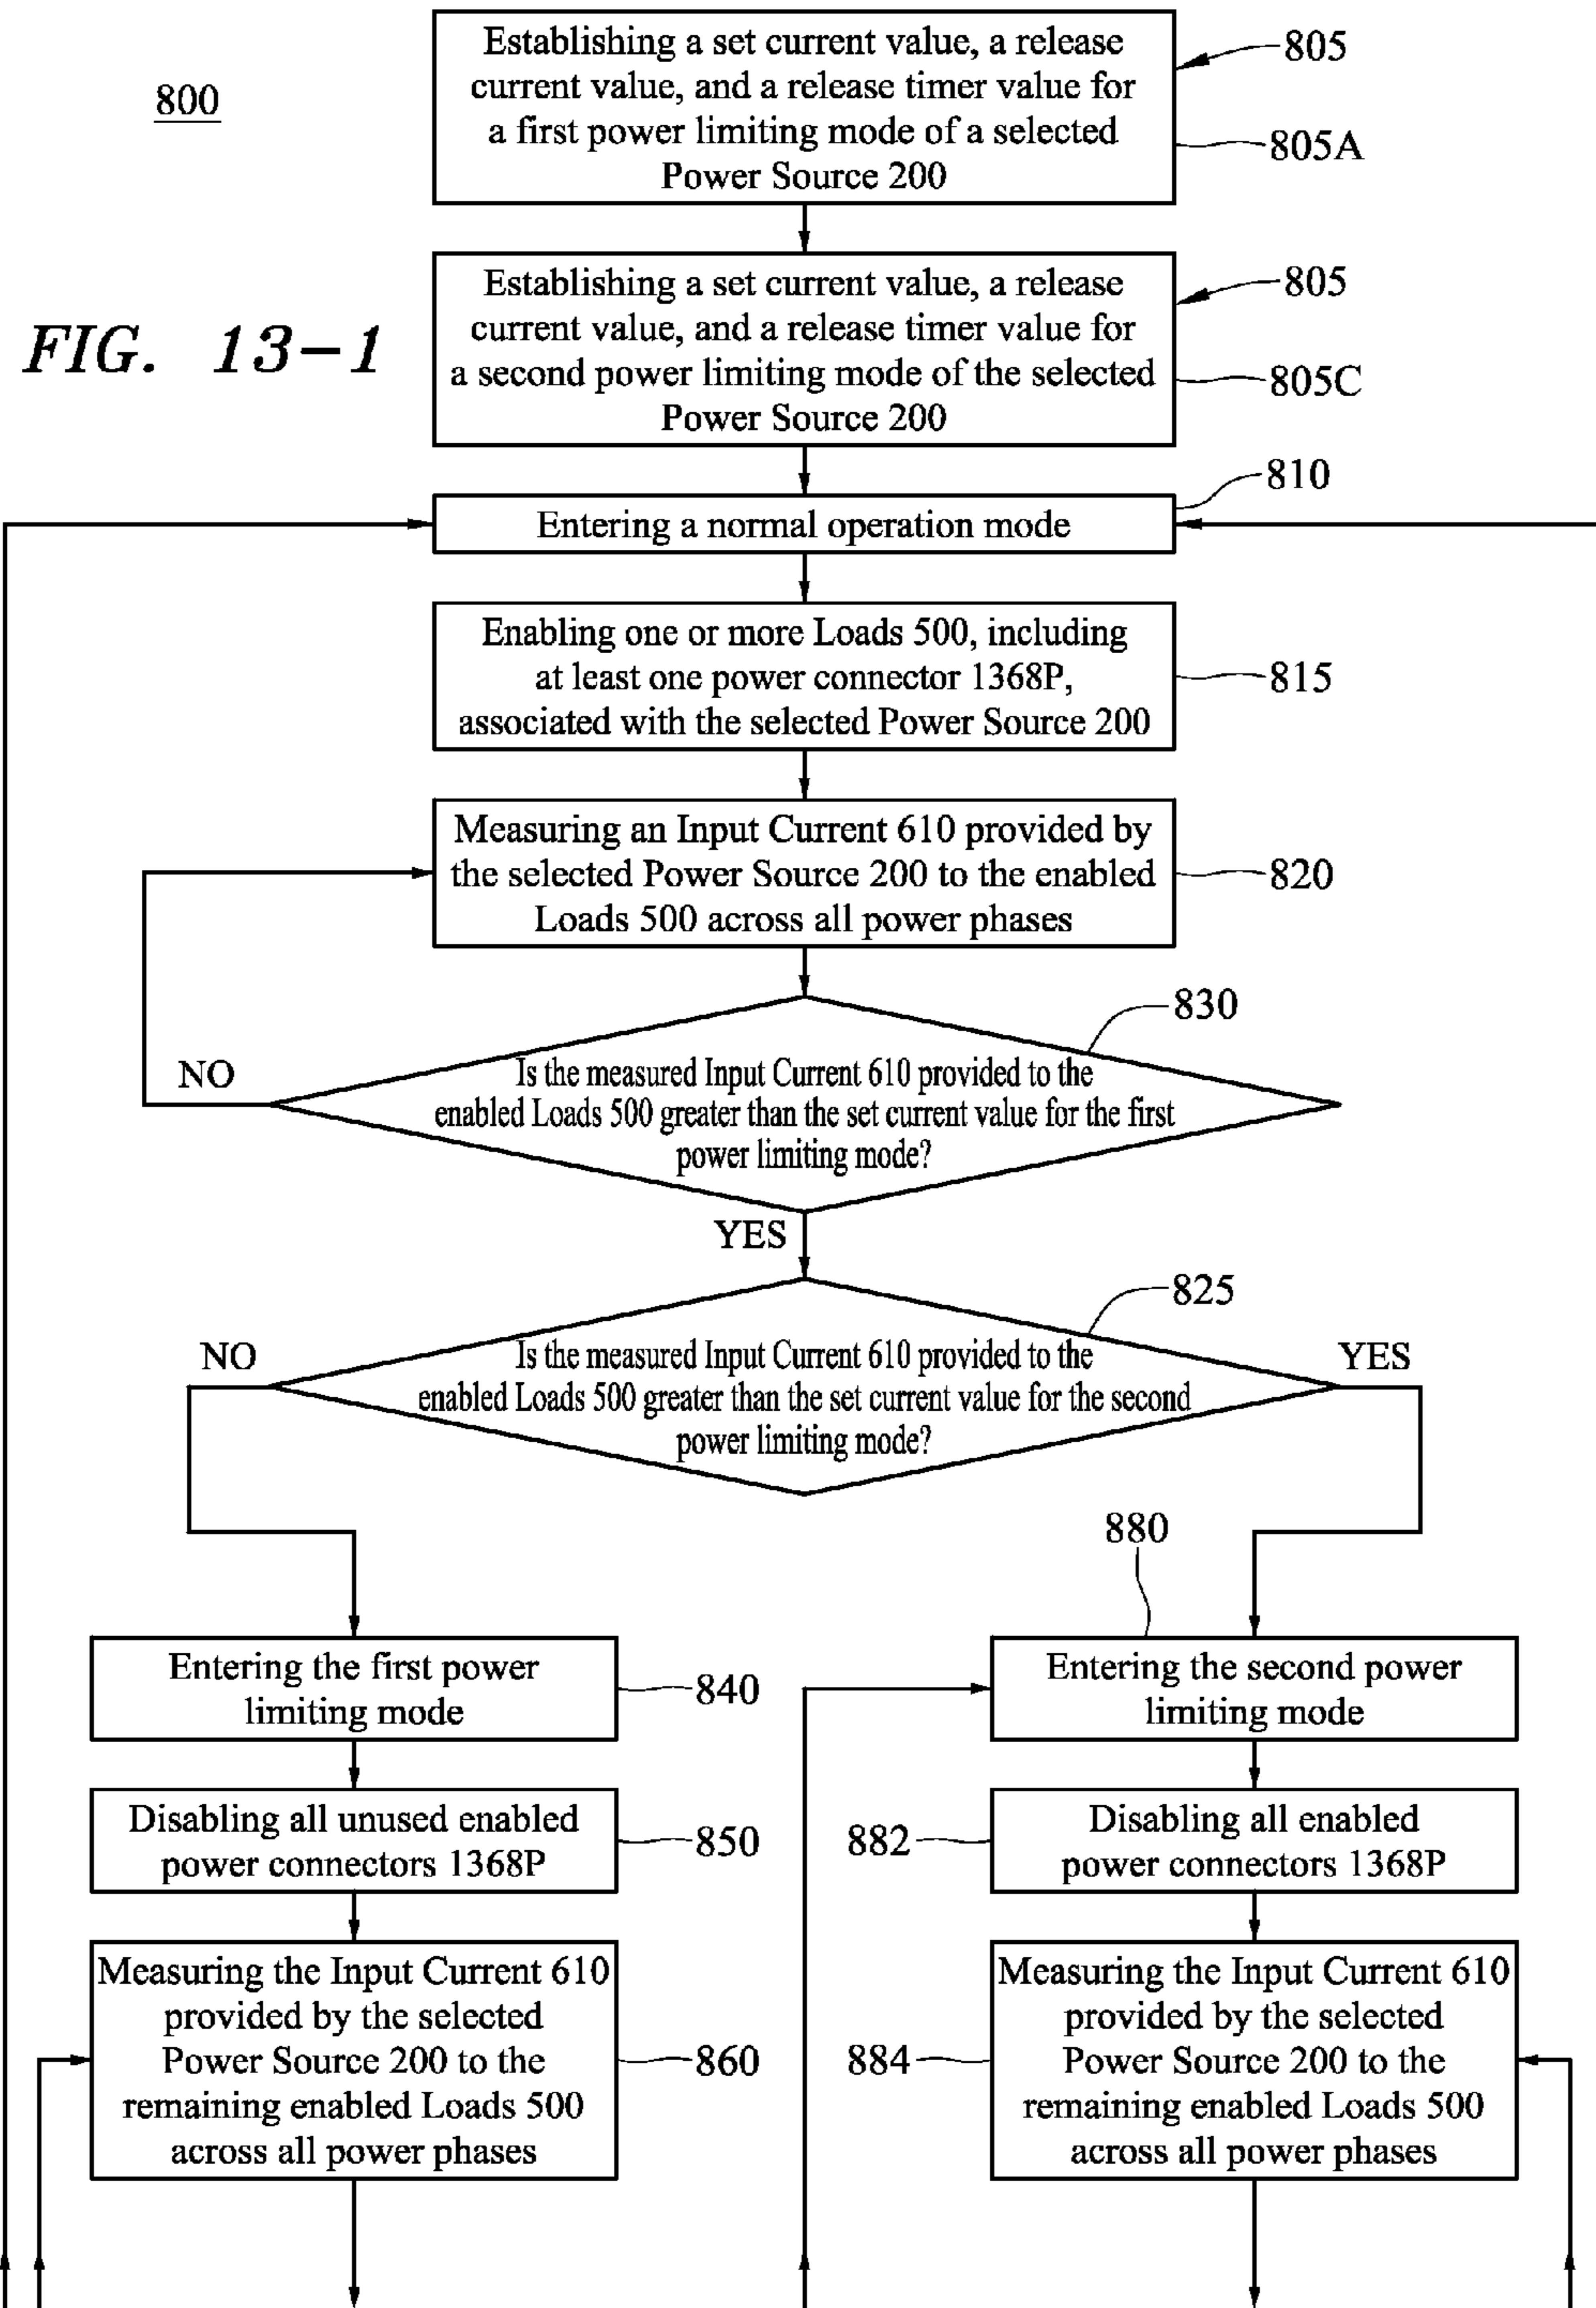 800
Establishing a set current value, a release
current value, and a release timer value for
a first power limiting mode of a selected
Power Source 200
805
805A
FIG. 13-1
Establishing a set current value, a release
current value, and a release timer value for
a second power limiting mode of the selected
Power Source 200
805
805C
Entering a normal operation mode
810
Enabling one or more Loads 500, including
at least one power connector 1368P,
associated with the selected Power Source 200
815
Measuring an Input Current 610 provided by
the selected Power Source 200 to the enabled
Loads 500 across all power phases
820
830
NO
Is the measured Input Current 610 provided to the
enabled Loads 500 greater than the set current value for the first
power limiting mode?
YES
825
NO
Is the measured Input Current 610 provided to the
enabled Loads 500 greater than the set current value for the second
power limiting mode?
YES
880
Entering the first power
limiting mode
840
Entering the second power
limiting mode
Disabling all unused enabled
power connectors 1368P
850
882
Disabling all enabled
power connectors 1368P
Measuring the Input Current 610
provided by the selected
Power Source 200 to the
remaining enabled Loads 500
across all power phases
860
884
Measuring the Input Current 610
provided by the selected
Power Source 200 to the
remaining enabled Loads 500
across all power phases